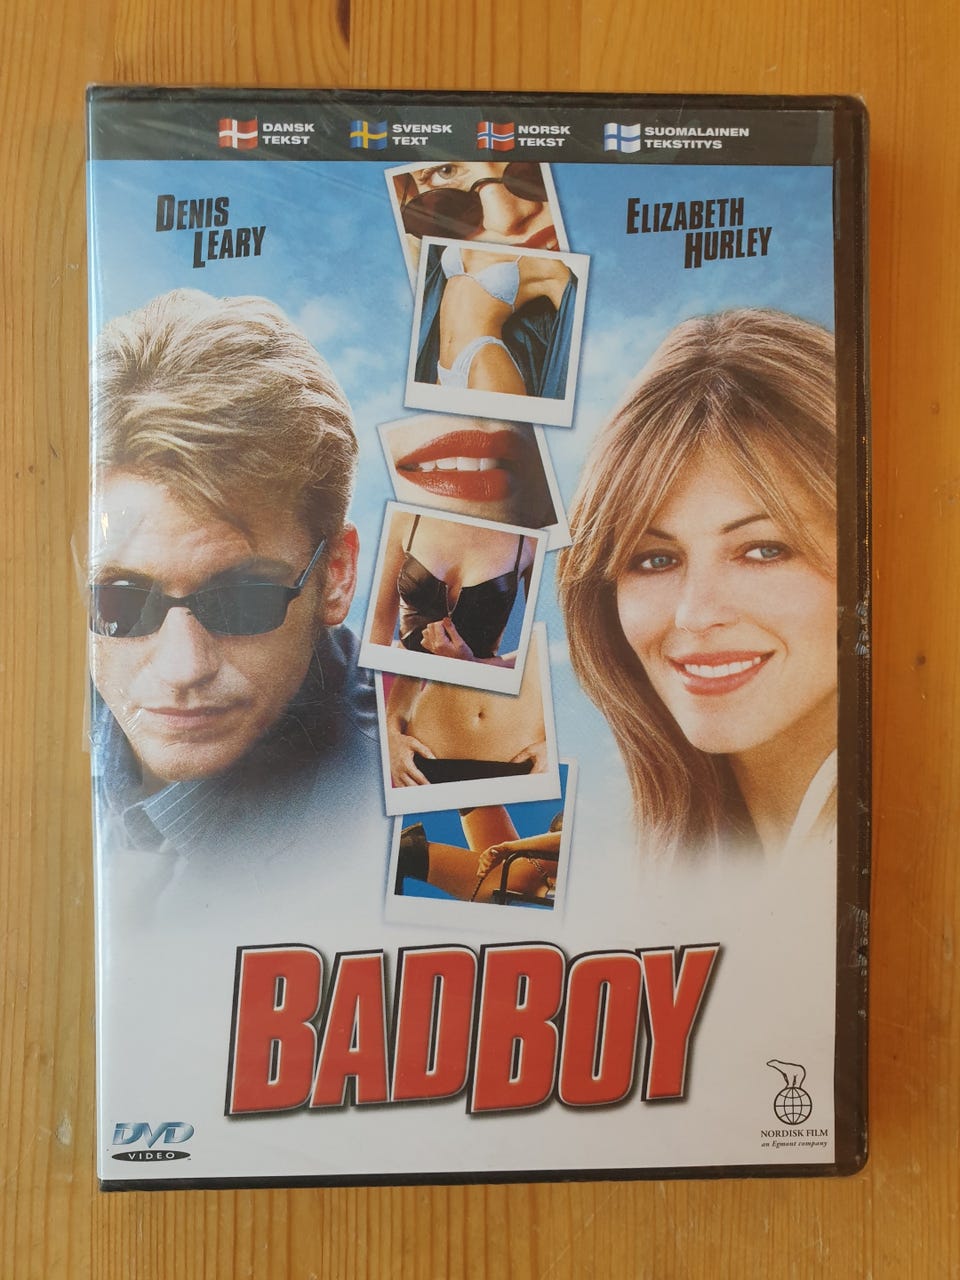 DANSK
TEKST
SVENSK
TEXT
NORSK
TEKST
SUOMALAINEN
TEKSTITYS
DENIS
LEARY
ELIZABETH
HURLEY
BADBOY
DVD
VIDEO
NORDISK FILM
an Egmont company